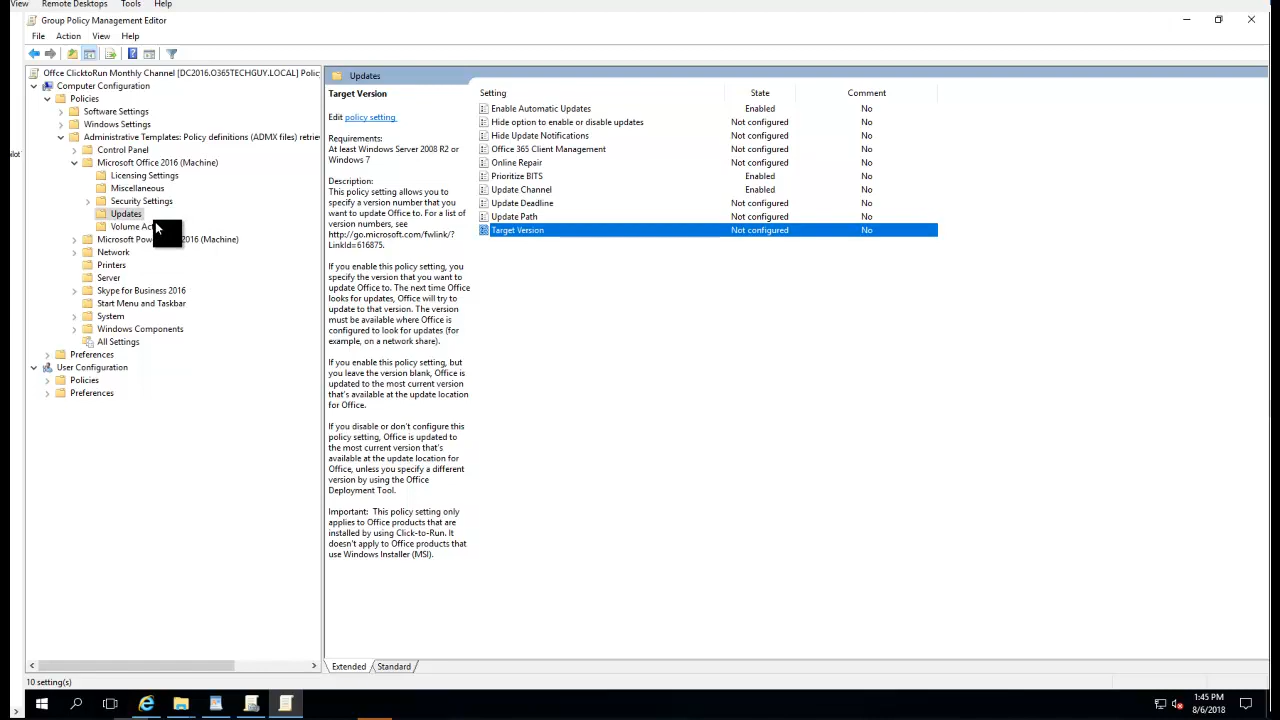 View Remote Desktops Tools Help
Group Policy Management Editor
File Action View Help
Offce ClicktoRun Monthly Channel [DC2016.O365TECHGUY.LOCAL] Policy
Computer Configuration
Policies
Software Settings
Windows Settings
Administrative Templates: Policy definitions (ADMX files) retrie
Control Panel
Microsoft Office 2016 (Machine)
Licensing Settings
Miscellaneous
Security Settings
Updates
Volume Act
Microsoft Pow 2016 (Machine)
Network
Printers
Server
Skype for Business 2016
Start Menu and Taskbar
System
Windows Components
All Settings
Preferences
User Configuration
Policies
Preferences
10 setting(s)
Updates
Target Version
Edit policy setting
Requirements:
At least Windows Server 2008 R2 or
Windows 7
Description:
This policy setting allows you to
specify a version number that you
want to update Office to. For a list of
version numbers, see
http://go.microsoft.com/fwlink/?
LinkId=616875.
If you enable this policy setting, you
specify the version that you want to
update Office to. The next time Office
looks for updates, Office will try to
update to that version. The version
must be available where Office is
configured to look for updates (for
example, on a network share).
If you enable this policy setting, but
you leave the version blank, Office is
updated to the most current version
that's available at the update location
for Office.
If you disable or don't configure this
policy setting, Office is updated to
the most current version that's
available at the update location for
Office, unless you specify a different
version by using the Office
Deployment Tool.
Important: This policy setting only
applies to Office products that are
installed by using Click-to-Run. It
doesn't apply to Office products that
use Windows Installer (MSI).
Setting State Comment
Enable Automatic Updates Enabled No
Hide option to enable or disable updates Not configured No
Hide Update Notifications Not configured No
Office 365 Client Management Not configured No
Online Repair Not configured No
Prioritize BITS Enabled No
Update Channel Enabled No
Update Deadline Not configured No
Update Path Not configured No
Target Version Not configured No
Extended Standard
1:45 PM
8/6/2018